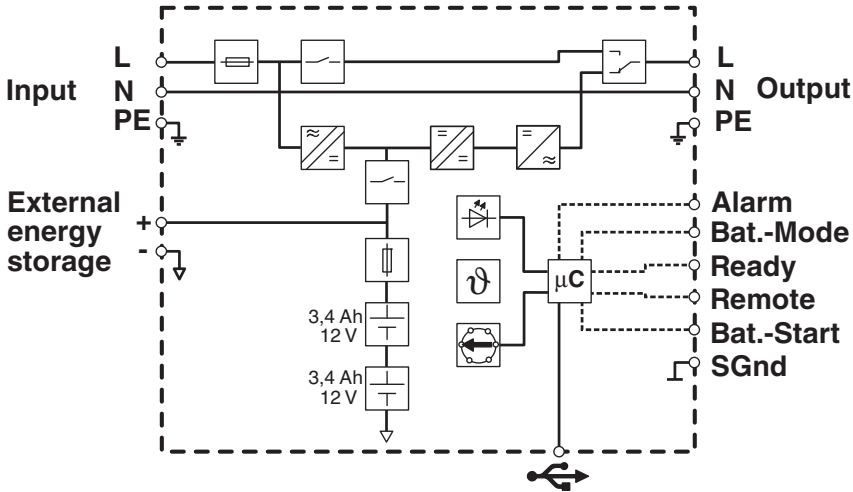 L
L
Input
N
N
Output
PE
PE
External
energy
storage
+
-
Alarm
Bat.-Mode
Ready
Remote
Bat.-Start
SGnd
ϑ
µC
3,4 Ah
12 V
3,4 Ah
12 V